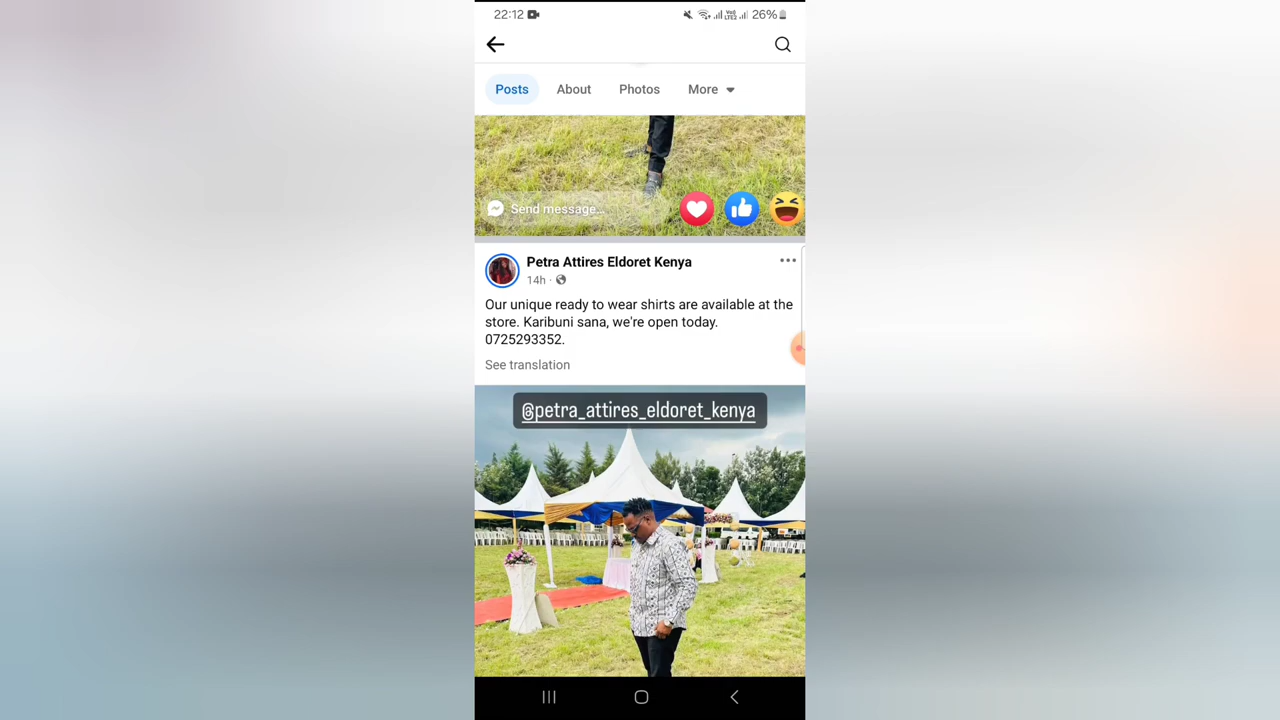 22:12
26%
Posts
About
Photos
More
Send message...
Petra Attires Eldoret Kenya
14h ·
Our unique ready to wear shirts are available at the
store. Karibuni sana, we're open today.
0725293352.
See translation
@petra_attires_eldoret_kenya